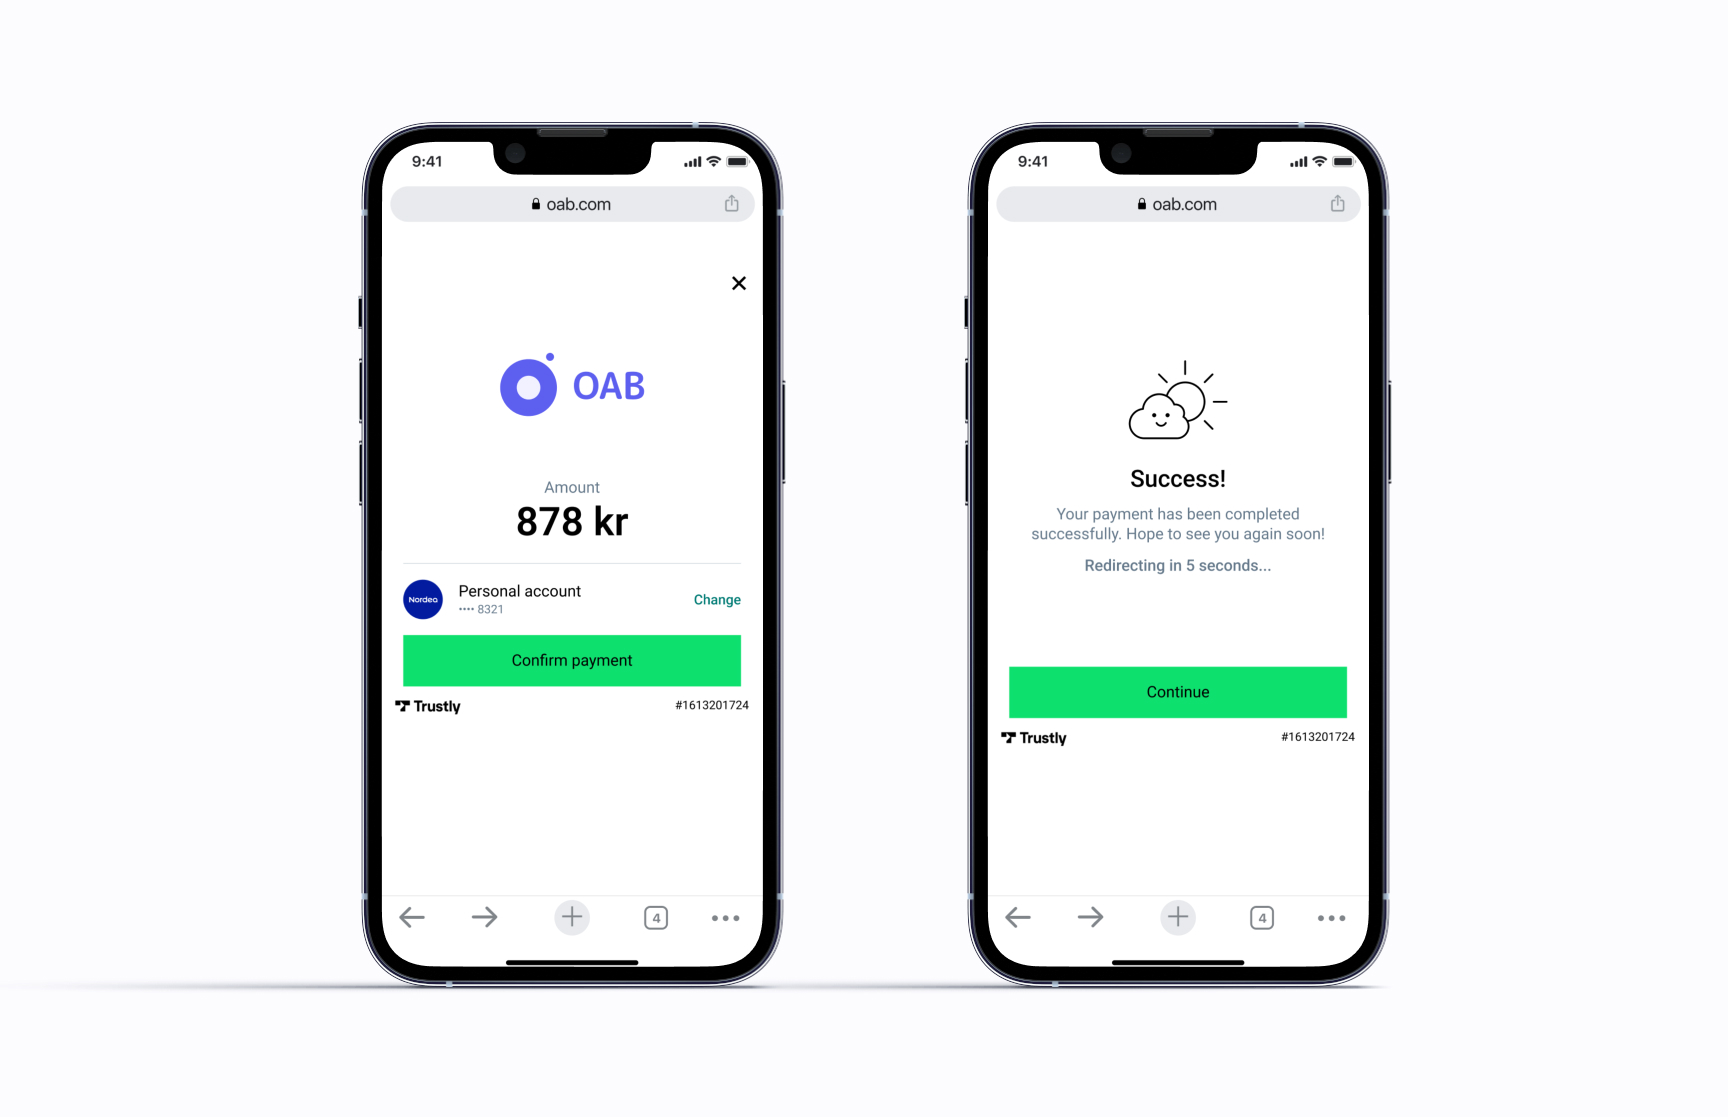 9:41
oab.com
OAB
Amount
878 kr
Nordea
Personal account
•••• 8321
Change
Confirm payment
Trustly
#1613201724
4
9:41
oab.com
Success!
Your payment has been completed
successfully. Hope to see you again soon!
Redirecting in 5 seconds...
Continue
Trustly
#1613201724
4